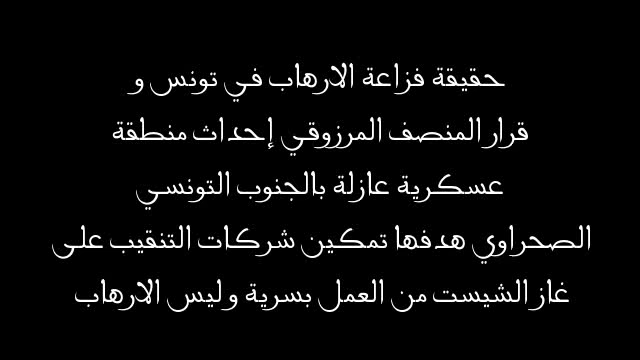 حقيقة فزاعة الارهاب في تونس و
قرار المنصف المرزوقي إحداث منطقة
عسكرية عازلة بالجنوب التونسي
الصحراوي هدفها تمكين شركات التنقيب على
غاز الشيست من العمل بسرية وليس الارهاب